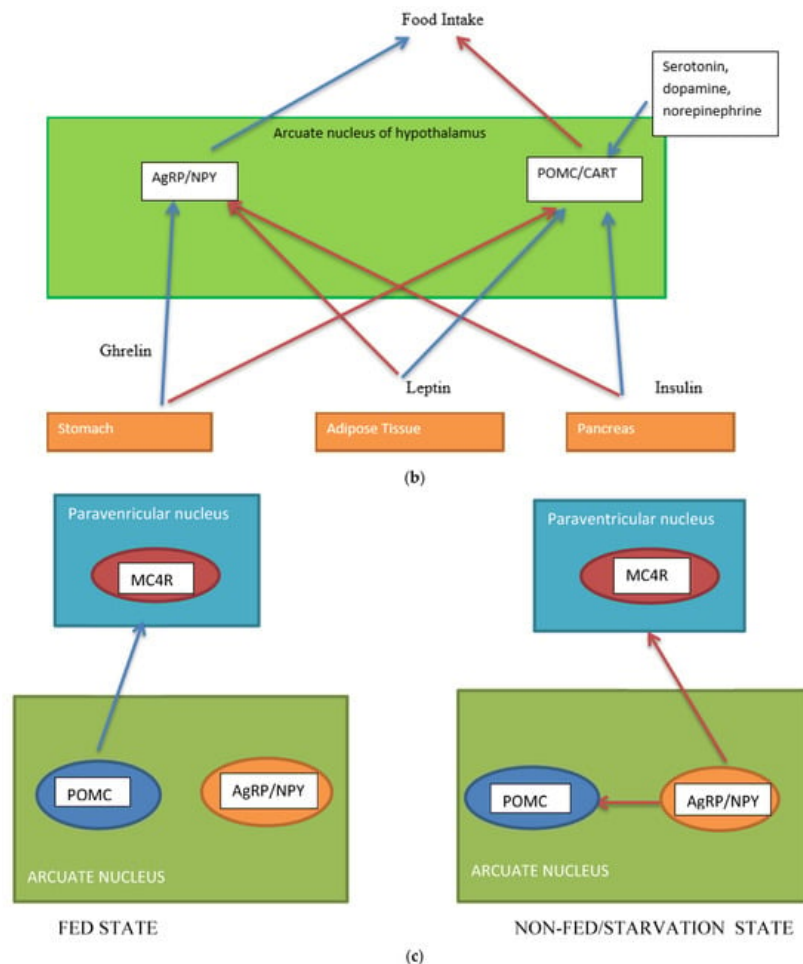 Food Intake
Serotonin,
dopamine,
norepinephrine
Arcuate nucleus of hypothalamus
AgRP/NPY
POMC/CART
Ghrelin
Leptin
Insulin
Stomach
Adipose Tissue
Pancreas
(b)
Paravenricular nucleus
MC4R
POMC
AgRP/NPY
ARCUATE NUCLEUS
FED STATE
Paraventricular nucleus
MC4R
POMC
AgRP/NPY
ARCUATE NUCLEUS
NON-FED/STARVATION STATE
(c)